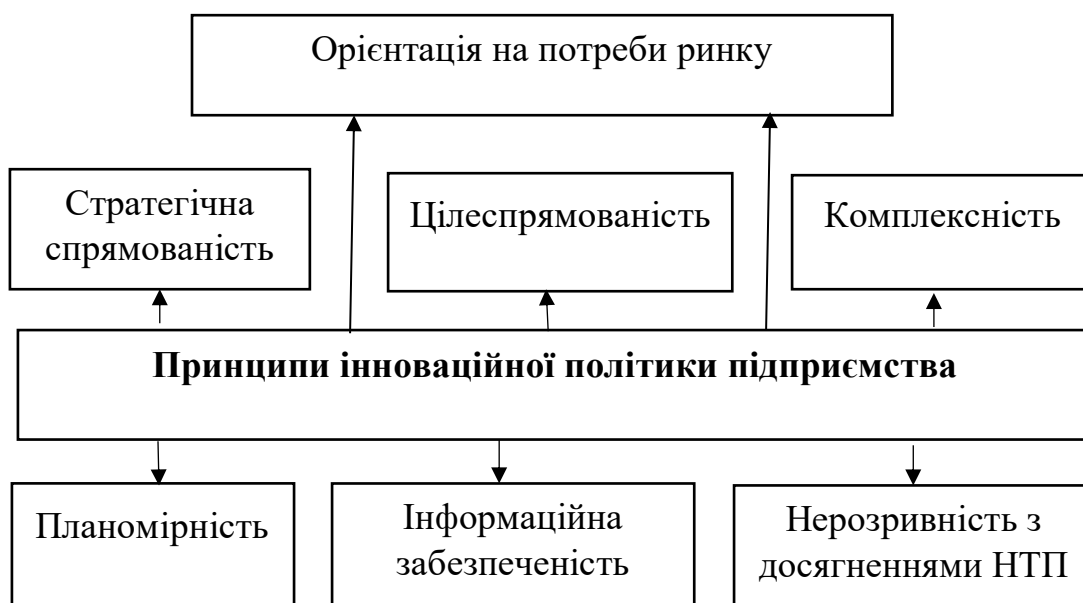 Орієнтація на потреби ринку
Стратегічна
спрямованість
Цілеспрямованість
Комплексність
Принципи інноваційної політики підприємства
Планомірність
Інформаційна
забезпеченість
Нерозривність з
досягненнями НТП